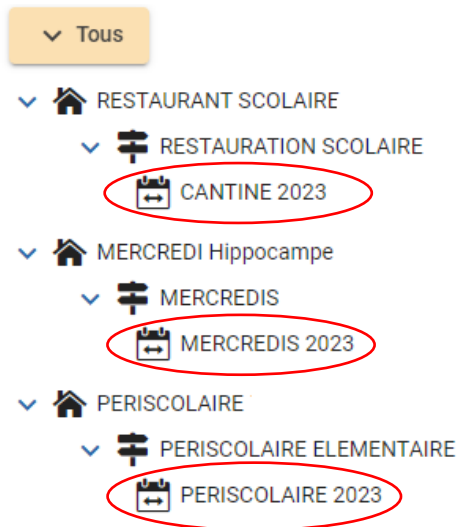 Tous
RESTAURANT SCOLAIRE
RESTAURATION SCOLAIRE
CANTINE 2023
MERCREDI Hippocampe
MERCREDIS
MERCREDIS 2023
PERISCOLAIRE
PERISCOLAIRE ELEMENTAIRE
PERISCOLAIRE 2023